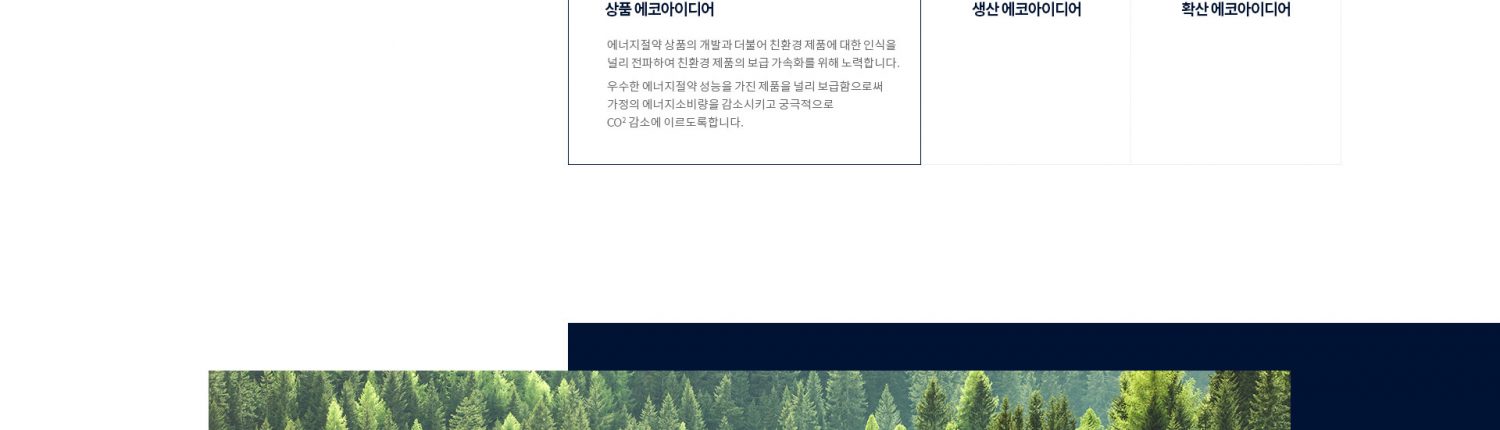 상품 에코아이디어
에너지절약 상품의 개발과 더불어 친환경 제품에 대한 인식을
널리 전파하여 친환경 제품의 보급 가속화를 위해 노력합니다.
우수한 에너지절약 성능을 가진 제품을 널리 보급함으로써
가정의 에너지소비량을 감소시키고 궁극적으로
CO² 감소에 이르도록합니다.
생산 에코아이디어
확산 에코아이디어